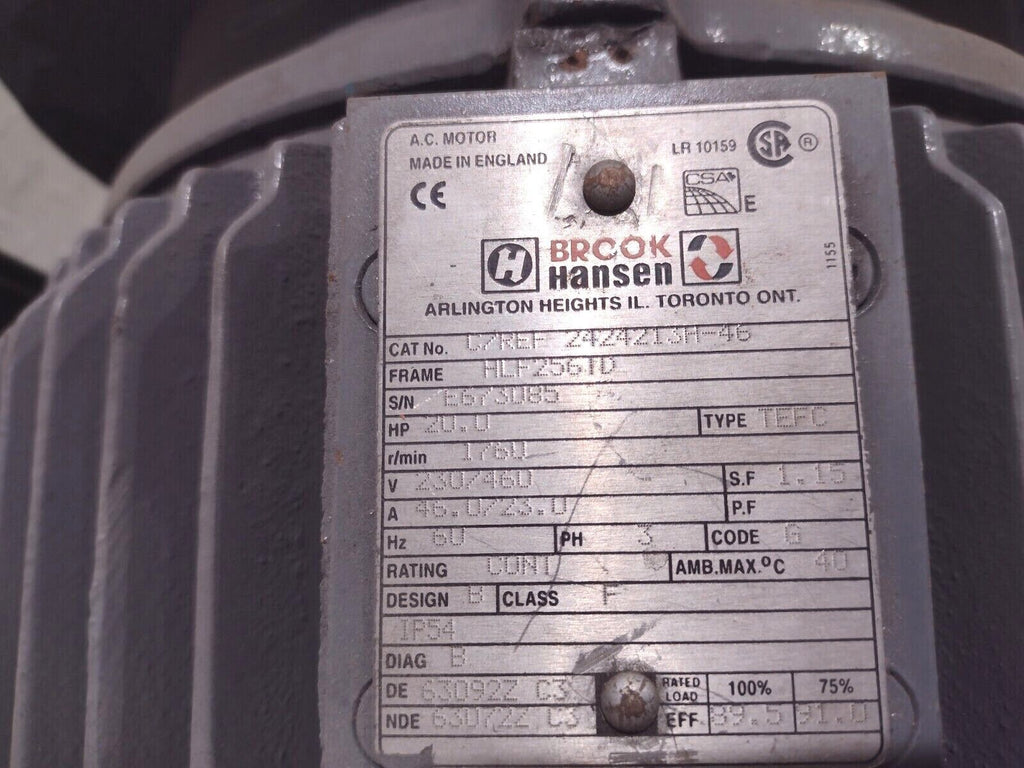 A.C. MOTOR
MADE IN ENGLAND
LR 10159
CSA ®
CE
CSA E
H BROOK
Hansen
1155
ARLINGTON HEIGHTS IL. TORONTO ONT.
CAT No. C/REF 2424213H-46
FRAME HLF256TD
S/N E673085
HP 20.0 TYPE TEFC
r/min 1760
V 230/460 S.F 1.15
A 46.0/23.0 P.F
Hz 60 PH 3 CODE G
RATING CONT AMB.MAX.°C 40
DESIGN B CLASS F
/IP54
DIAG B
DE 6309ZZ C3 RATED LOAD 100% 75%
NDE 6307ZZ C3 EFF 89.5 91.0